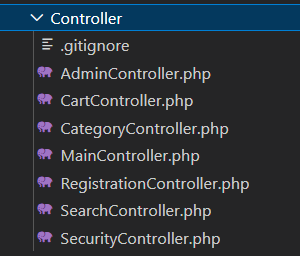 Controller
.gitignore
AdminController.php
CartController.php
CategoryController.php
MainController.php
RegistrationController.php
SearchController.php
SecurityController.php